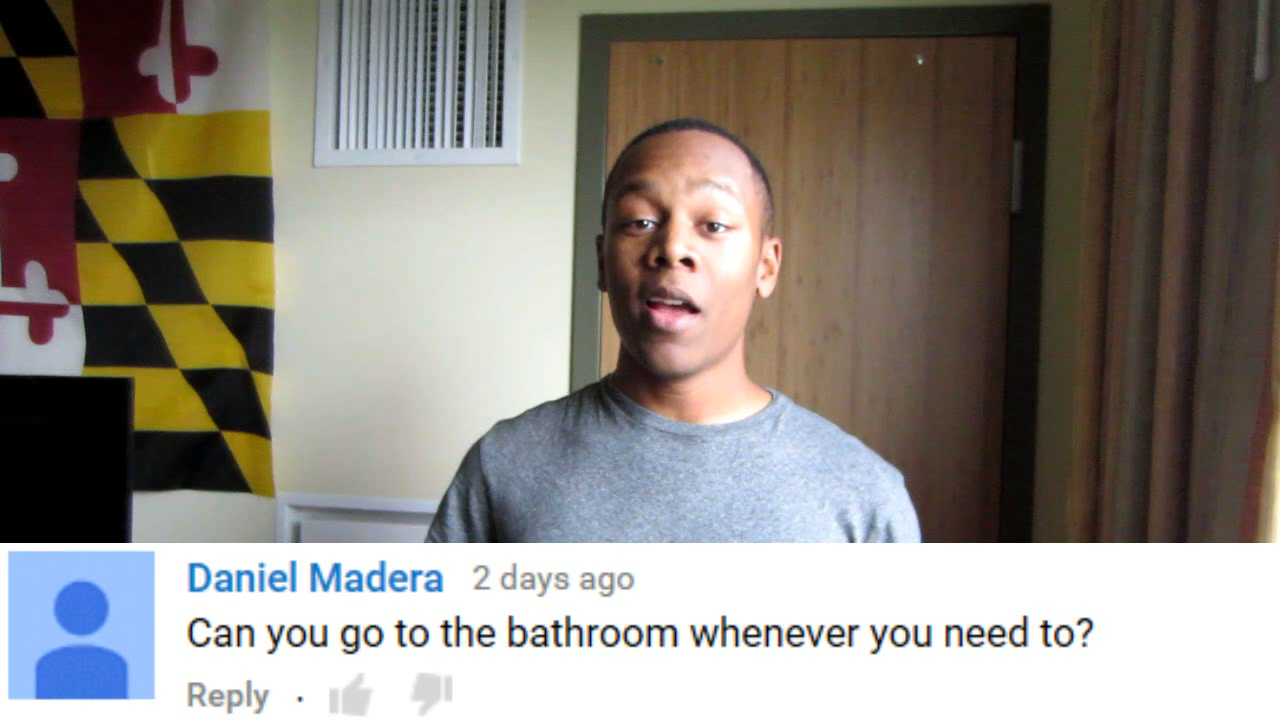 Daniel Madera 2 days ago
Can you go to the bathroom whenever you need to?
Reply ·